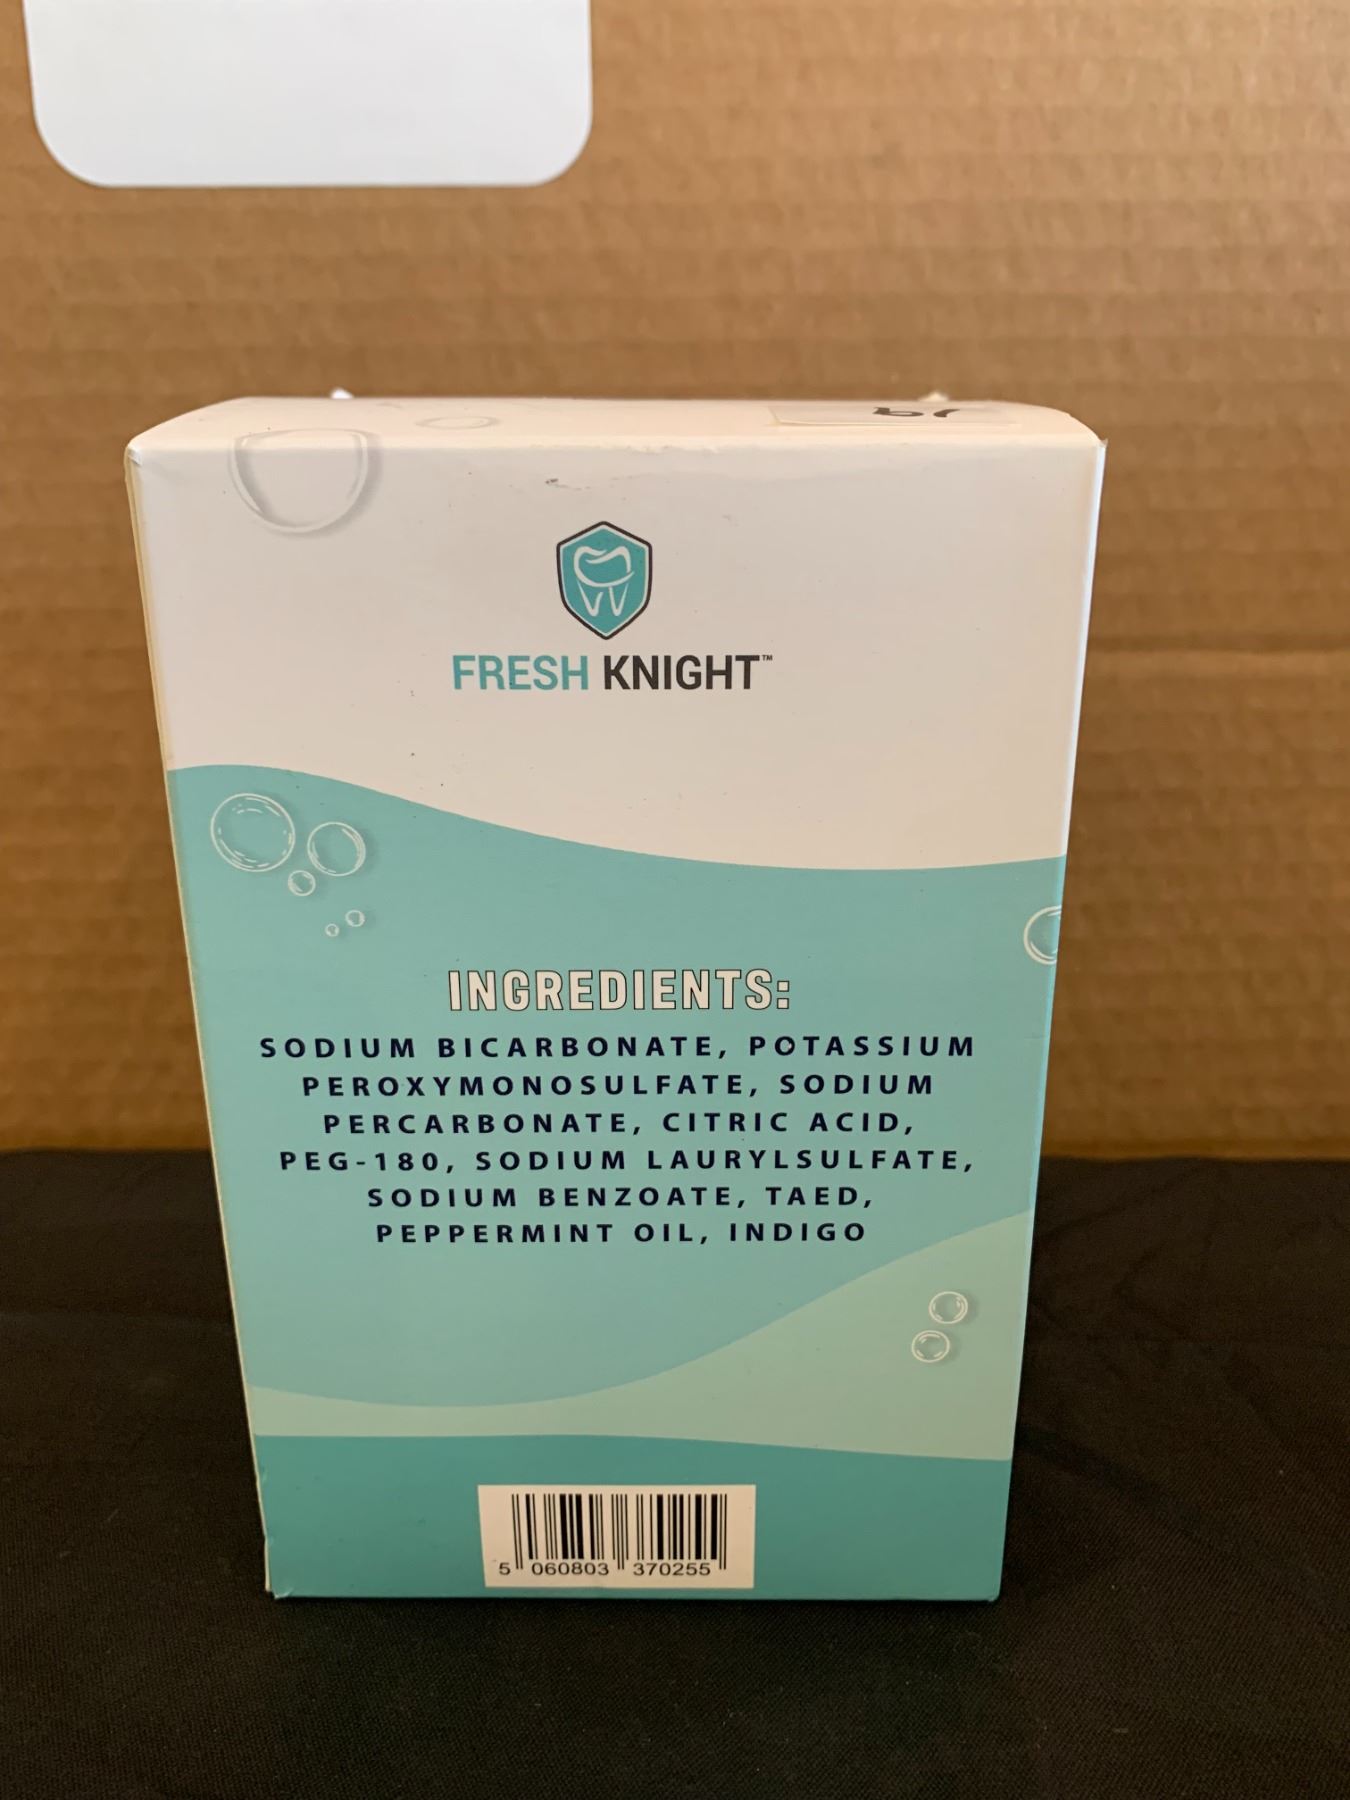 FRESH KNIGHT™
INGREDIENTS:
SODIUM BICARBONATE, POTASSIUM
PEROXYMONOSULFATE, SODIUM
PERCARBONATE, CITRIC ACID,
PEG-180, SODIUM LAURYLSULFATE,
SODIUM BENZOATE, TAED,
PEPPERMINT OIL, INDIGO
5 060803 370255